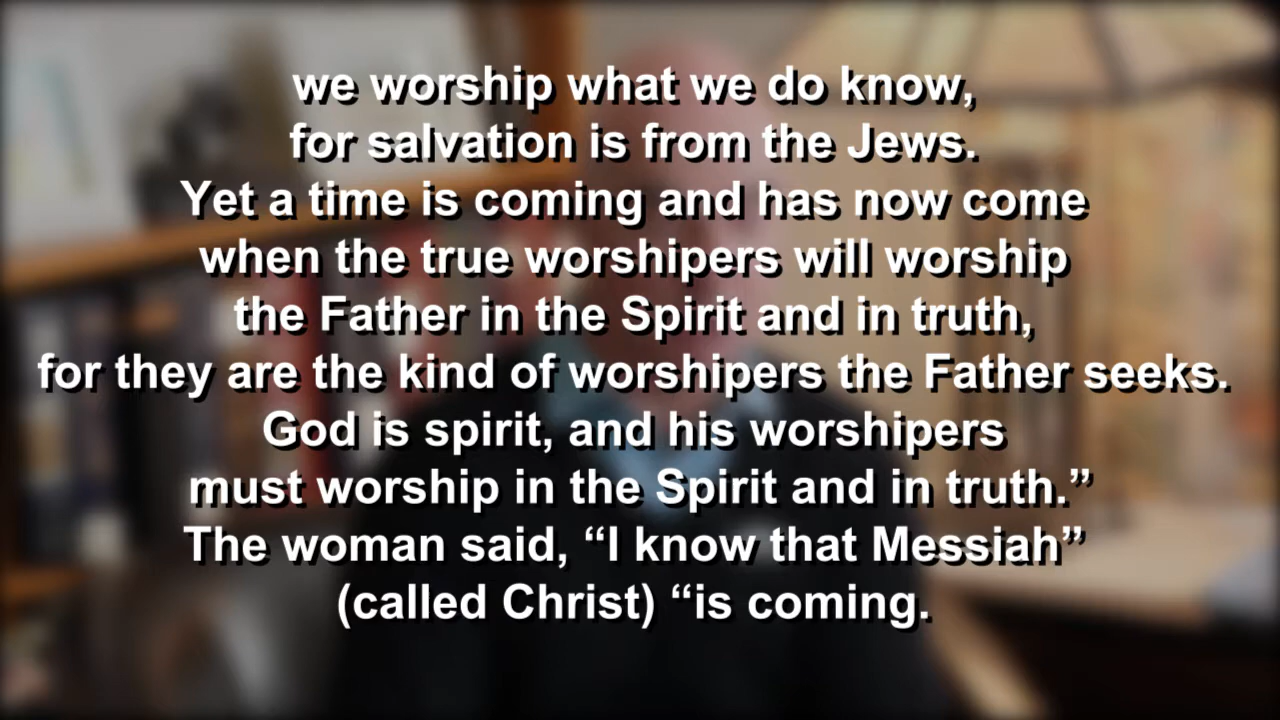 we worship what we do know,
for salvation is from the Jews.
Yet a time is coming and has now come
when the true worshipers will worship
the Father in the Spirit and in truth,
for they are the kind of worshipers the Father seeks.
God is spirit, and his worshipers
must worship in the Spirit and in truth.”
The woman said, “I know that Messiah”
(called Christ) “is coming.